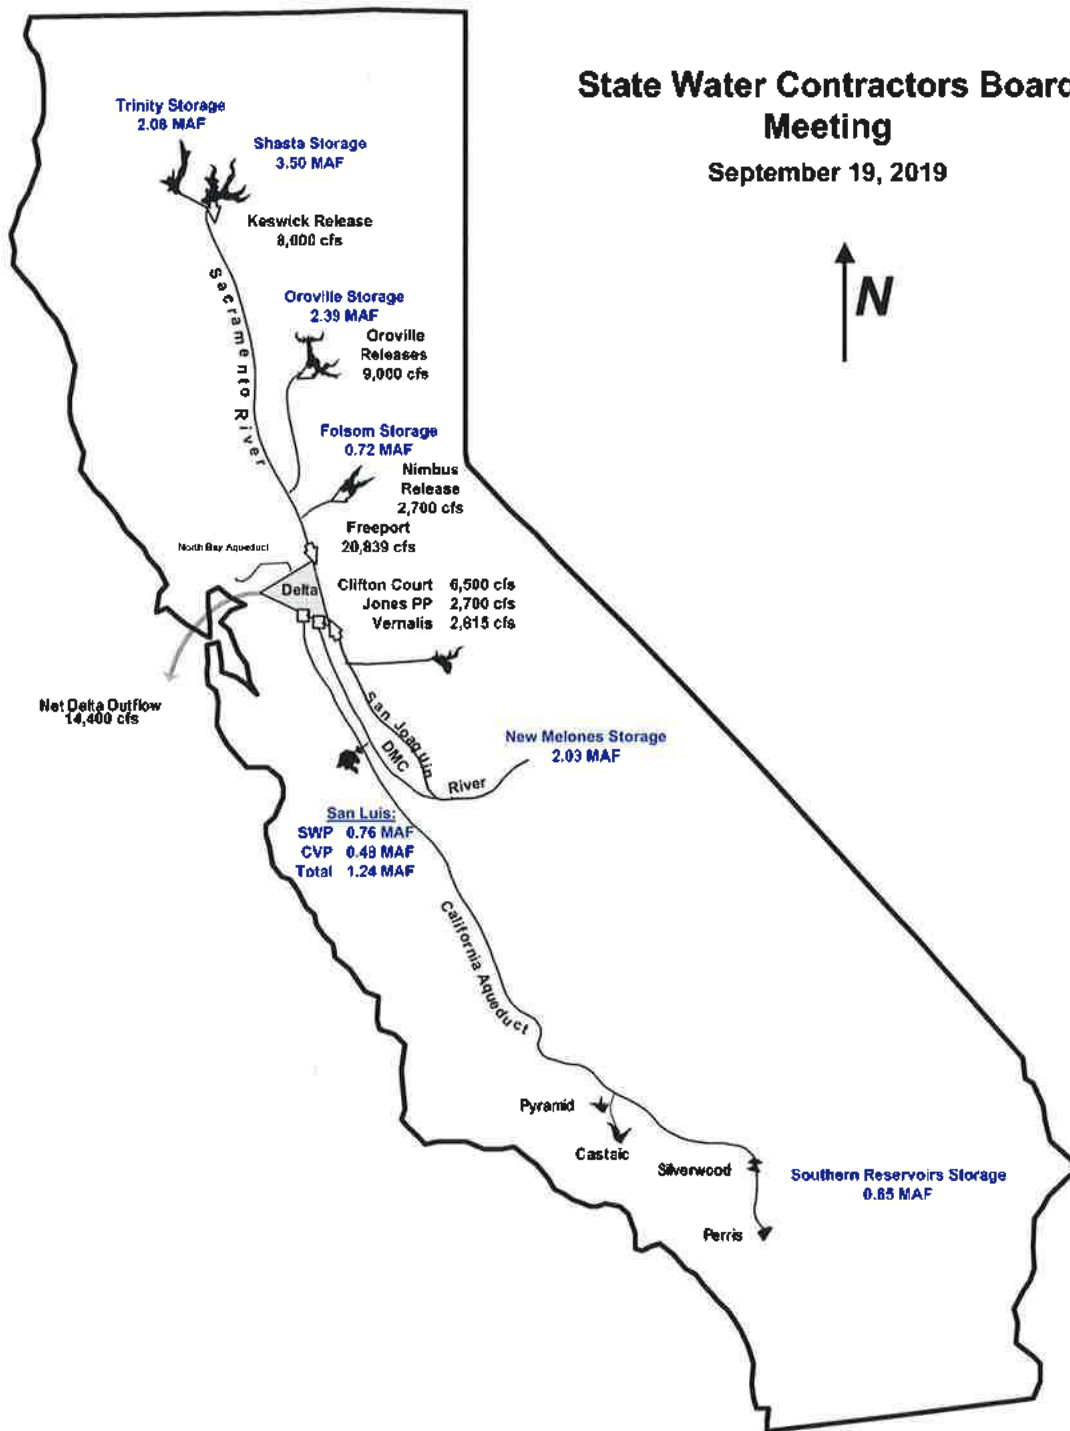 State Water Contractors Board
Meeting
September 19, 2019
N
Trinity Storage
2.08 MAF
Shasta Storage
3.50 MAF
Keswick Release
8,000 cfs
Sacramento River
Oroville Storage
2.39 MAF
Oroville
Releases
9,000 cfs
Folsom Storage
0.72 MAF
Nimbus
Release
2,700 cfs
Freeport
20,839 cfs
North Bay Aqueduct
Delta
Clifton Court 6,500 cfs
Jones PP 2,700 cfs
Vernalis 2,615 cfs
Net Delta Outflow
14,400 cfs
San Joaquin
River
DMC
New Melones Storage
2.03 MAF
San Luis:
SWP 0.76 MAF
CVP 0.48 MAF
Total 1.24 MAF
California Aqueduct
Pyramid
Castaic
Silverwood
Perris
Southern Reservoirs Storage
0.65 MAF